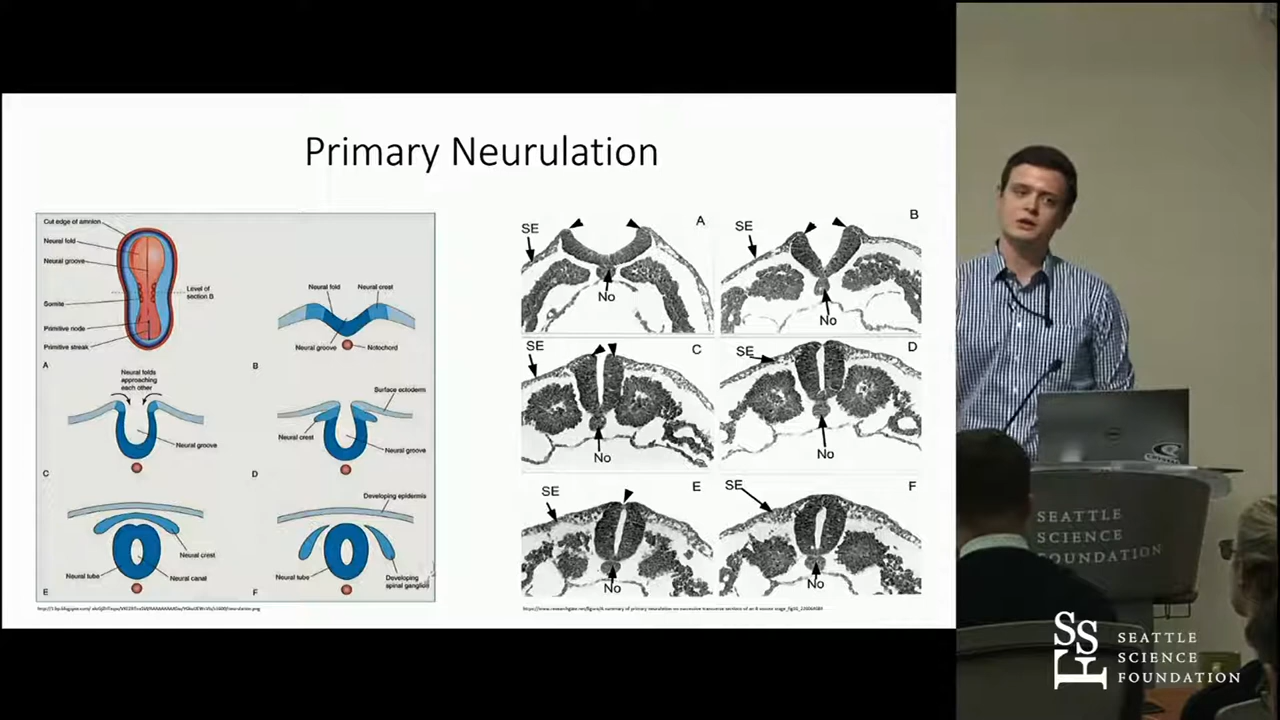 Primary Neurulation
Cut edge of amnion
Neural fold
Neural groove
Somite
Primitive node
Primitive streak
Level of
section B
A
Neural fold
Neural crest
Neural groove
Notochord
B
Neural folds
approaching
each other
Neural groove
C
Surface ectoderm
Neural crest
Neural groove
D
Neural crest
Neural tube
Neural canal
E
Developing epidermis
Neural tube
Developing
spinal ganglion
F
A
SE
No
B
SE
No
C
SE
No
D
SE
No
E
SE
No
F
SE
No
DELL
SEATTLE
SCIENCE
FOUNDATION
SSF
SEATTLE
SCIENCE
FOUNDATION